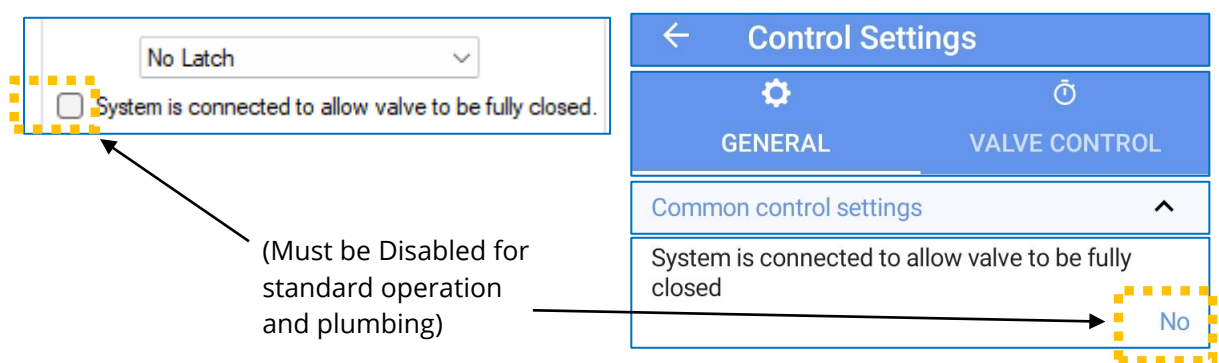 No Latch
System is connected to allow valve to be fully closed.
(Must be Disabled for
standard operation
and plumbing)
Control Settings
GENERAL
VALVE CONTROL
Common control settings
System is connected to allow valve to be fully
closed
No